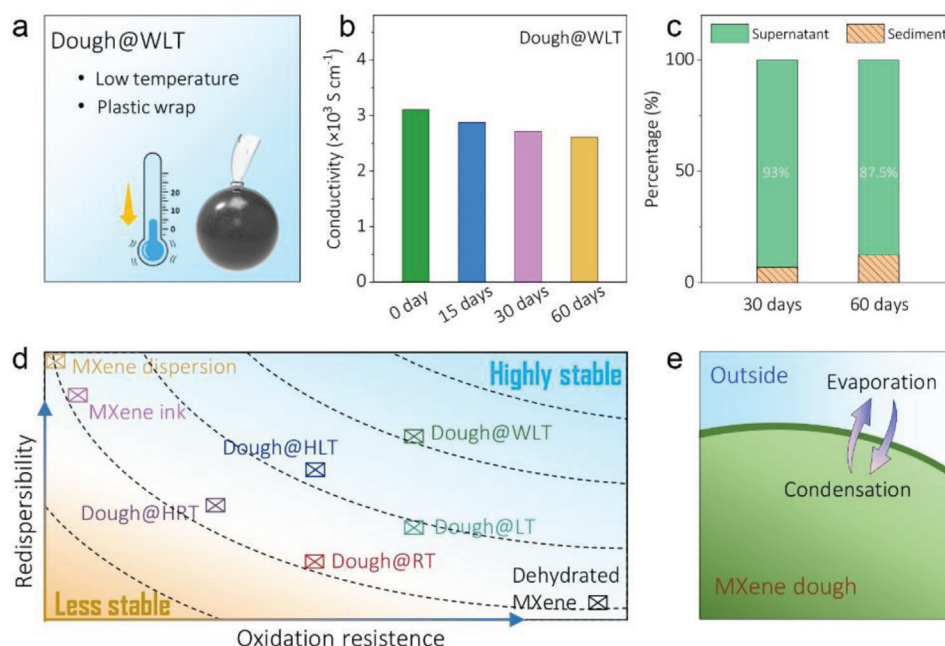 a
Dough@WLT
• Low temperature
• Plastic wrap
20
10
0
b
Dough@WLT
Conductivity (×10³ S cm⁻¹)
4
3
2
1
0
0 day
15 days
30 days
60 days
c
Supernatant
Sediment
Percentage (%)
100
50
0
93%
87.5%
30 days
60 days
d
MXene dispersion
Highly stable
MXene ink
Dough@WLT
Dough@HLT
Dough@HRT
Dough@LT
Dough@RT
Dehydrated
MXene
Less stable
Redispersibility
Oxidation resistence
e
Outside
Evaporation
Condensation
MXene dough